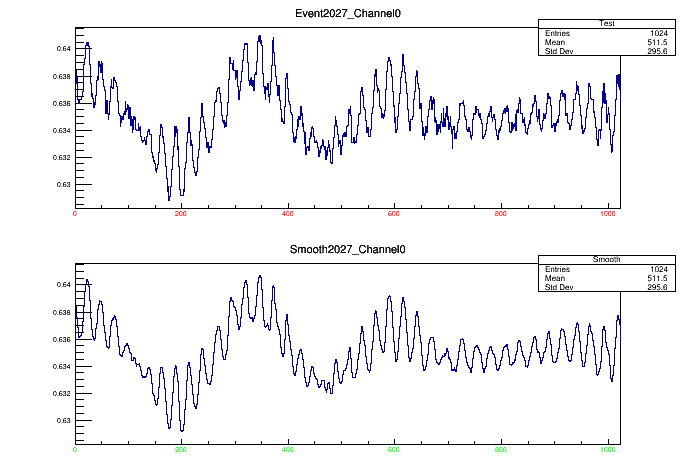 Event2027_Channel0
Test
Entries 1024
Mean 511.5
Std Dev 295.6
0.64
0.638
0.636
0.634
0.632
0.63
0 200 400 600 800 1000
Smooth2027_Channel0
Smooth
Entries 1024
Mean 511.5
Std Dev 295.6
0.64
0.638
0.636
0.634
0.632
0.63
0 200 400 600 800 1000